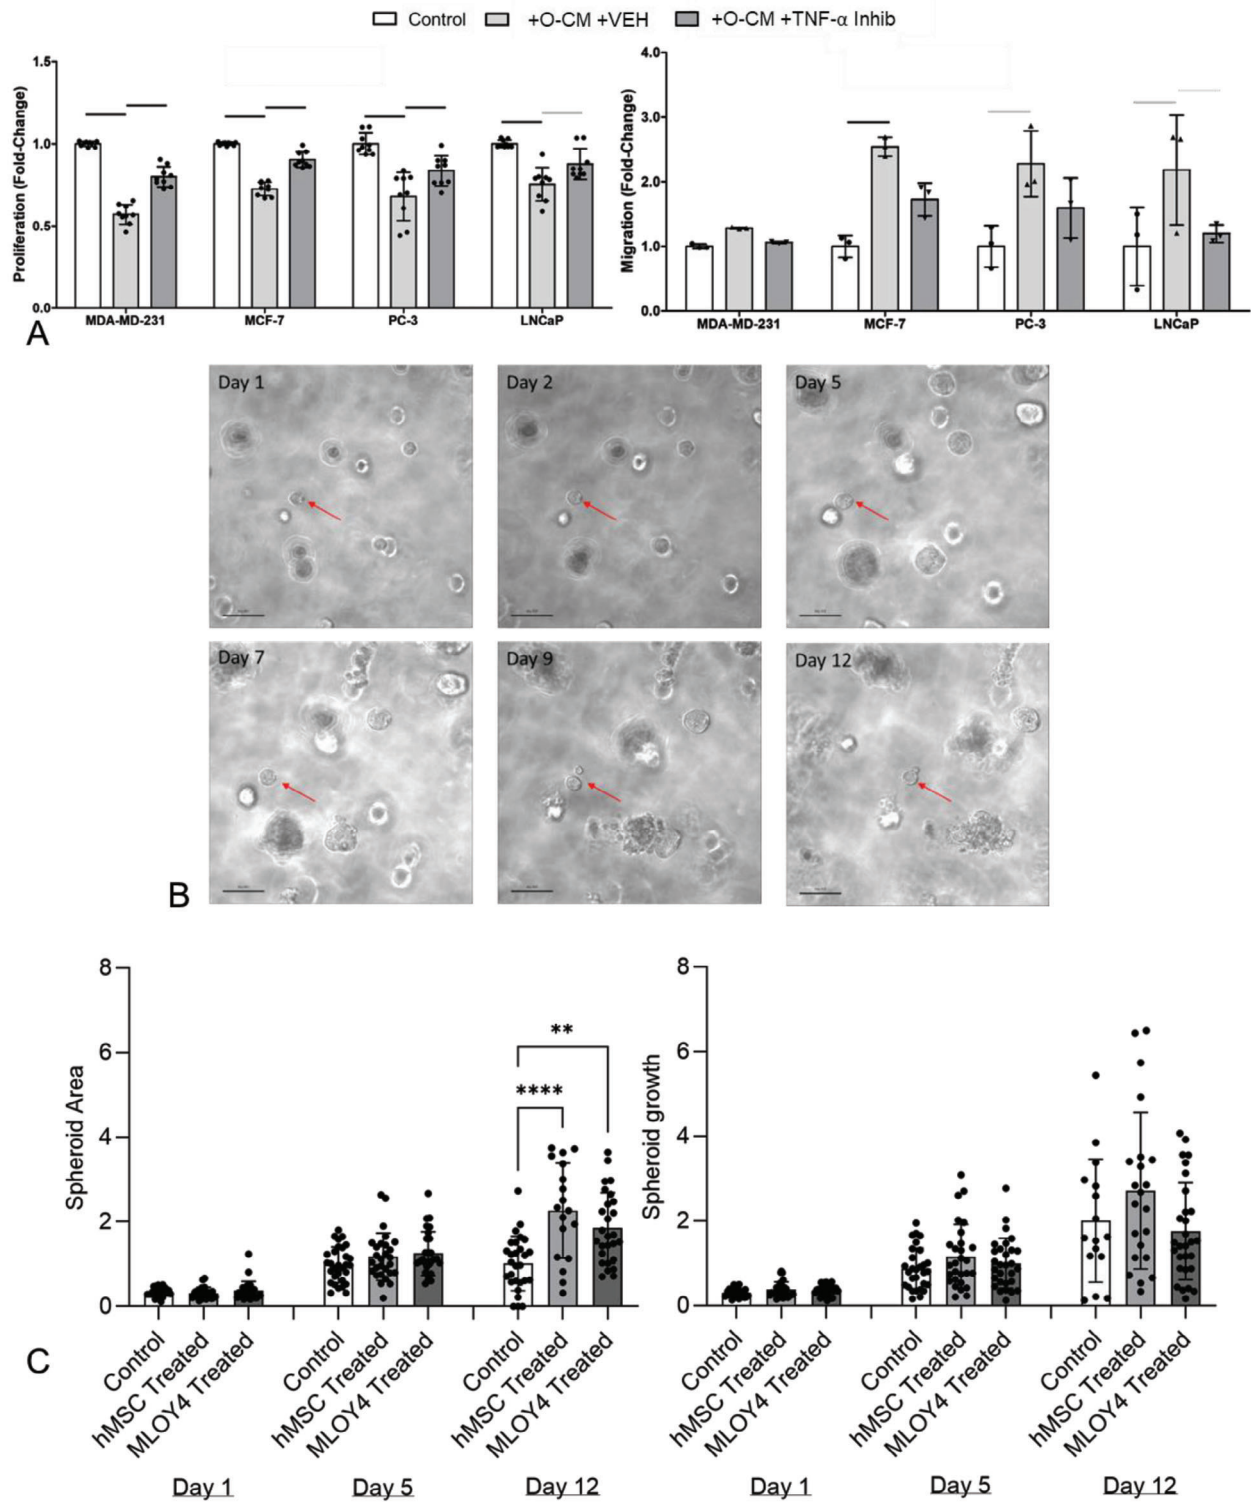 Control +O-CM +VEH +O-CM +TNF-α Inhib
Proliferation (Fold-Change)
1.5
1.0
0.5
0.0
MDA-MD-231 MCF-7 PC-3 LNCaP
Migration (Fold-Change)
4.0
3.0
2.0
1.0
0.0
MDA-MD-231 MCF-7 PC-3 LNCaP
A
Day 1
Day 2
Day 5
Day 7
Day 9
Day 12
B
Spheroid Area
8
6
4
2
0
**
****
Control hMSC Treated MLOY4 Treated Control hMSC Treated MLOY4 Treated Control hMSC Treated MLOY4 Treated
Day 1 Day 5 Day 12
Spheroid growth
8
6
4
2
0
Control hMSC Treated MLOY4 Treated Control hMSC Treated MLOY4 Treated Control hMSC Treated MLOY4 Treated
Day 1 Day 5 Day 12
C